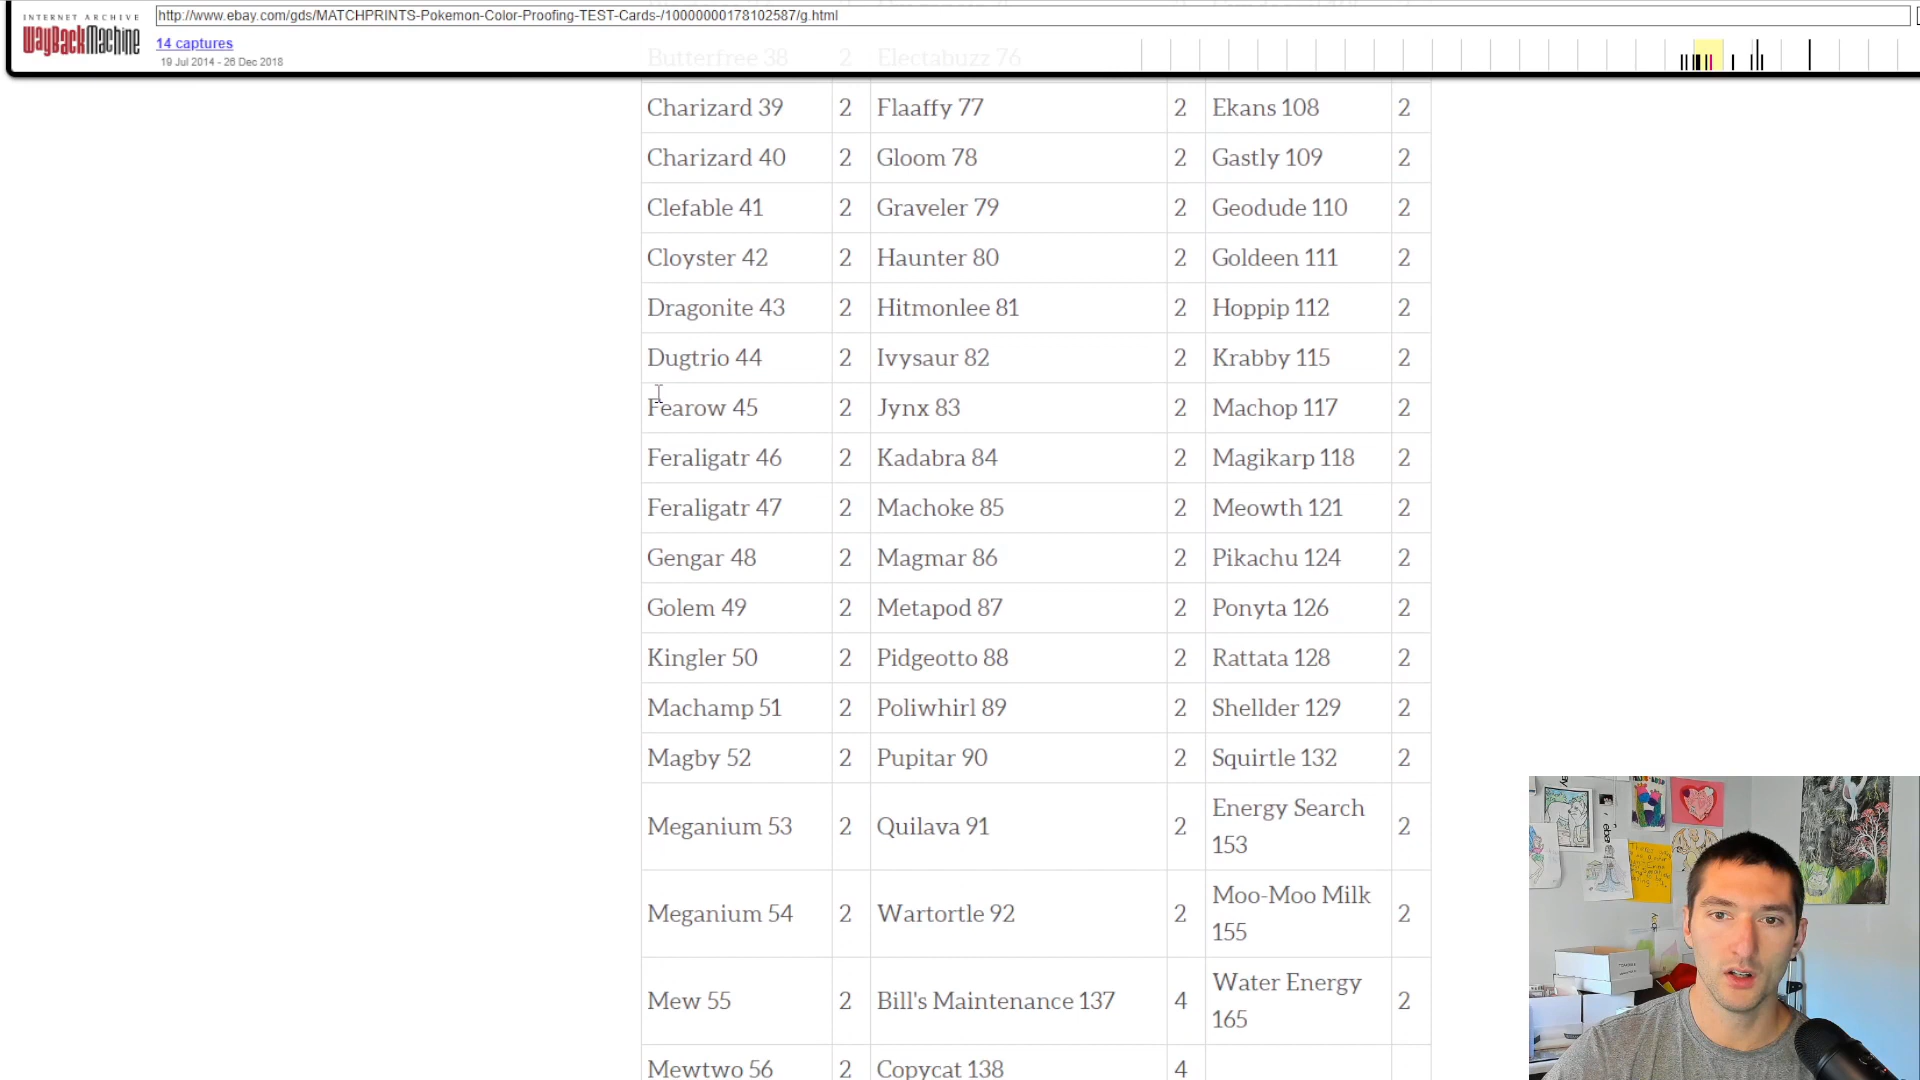 INTERNET ARCHIVE
WayBackMachine
http://www.ebay.com/gds/MATCHPRINTS-Pokemon-Color-Proofing-TEST-Cards-/10000000178102587/g.html
14 captures
19 Jul 2014 - 26 Dec 2018
Butterfree 38 2 Electabuzz 76 2
Charizard 39 2 Flaaffy 77 2 Ekans 108 2
Charizard 40 2 Gloom 78 2 Gastly 109 2
Clefable 41 2 Graveler 79 2 Geodude 110 2
Cloyster 42 2 Haunter 80 2 Goldeen 111 2
Dragonite 43 2 Hitmonlee 81 2 Hoppip 112 2
Dugtrio 44 2 Ivysaur 82 2 Krabby 115 2
Fearow 45 2 Jynx 83 2 Machop 117 2
Feraligatr 46 2 Kadabra 84 2 Magikarp 118 2
Feraligatr 47 2 Machoke 85 2 Meowth 121 2
Gengar 48 2 Magmar 86 2 Pikachu 124 2
Golem 49 2 Metapod 87 2 Ponyta 126 2
Kingler 50 2 Pidgeotto 88 2 Rattata 128 2
Machamp 51 2 Poliwhirl 89 2 Shellder 129 2
Magby 52 2 Pupitar 90 2 Squirtle 132 2
Meganium 53 2 Quilava 91 2 Energy Search
153 2
Meganium 54 2 Wartortle 92 2 Moo-Moo Milk
155 2
Mew 55 2 Bill's Maintenance 137 4 Water Energy
165 2
Mewtwo 56 2 Copycat 138 4